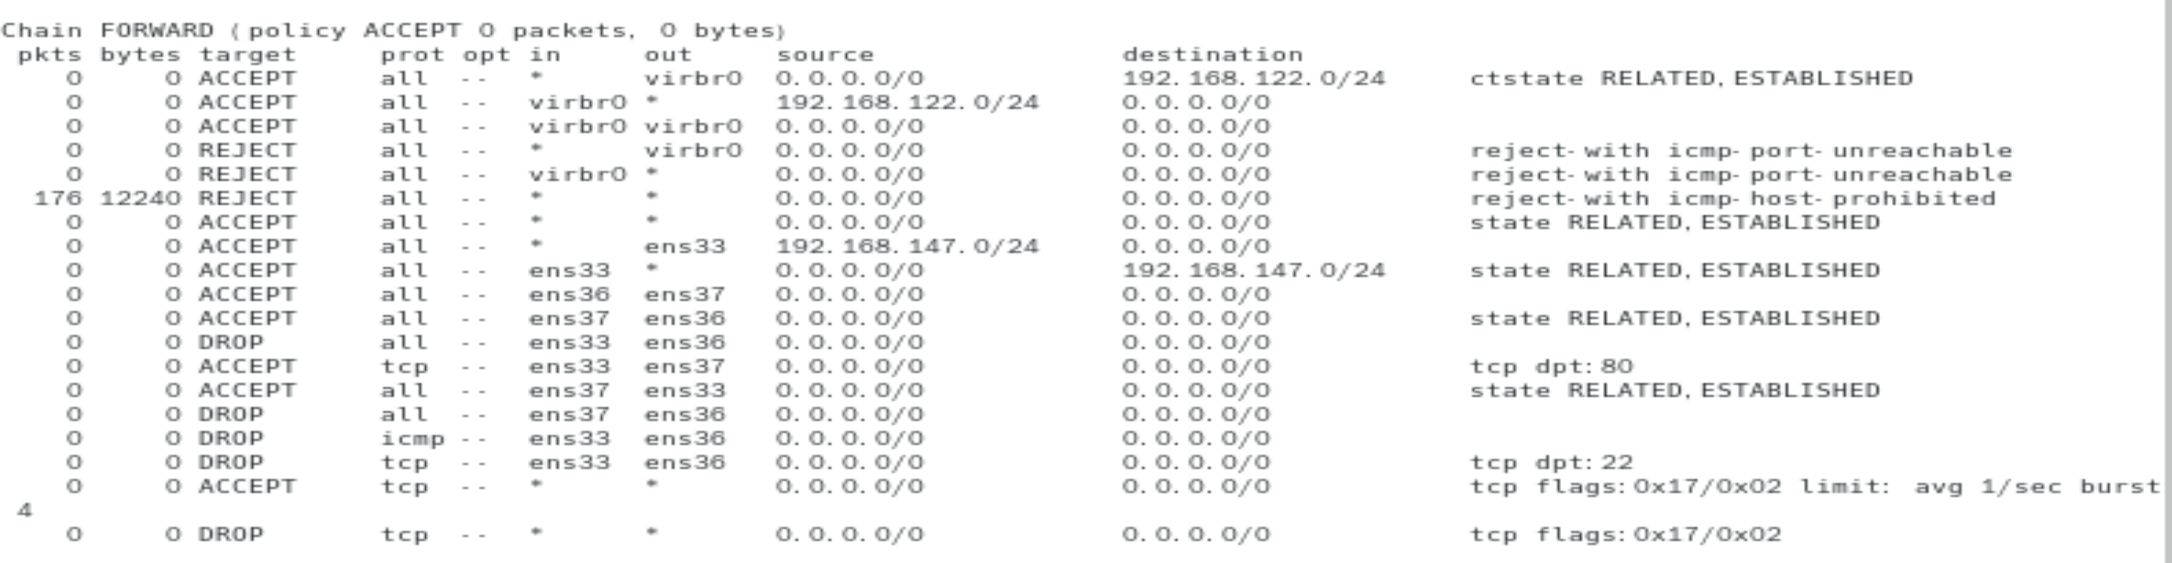 Chain FORWARD (policy ACCEPT 0 packets, 0 bytes)
pkts bytes target prot opt in out source destination
0 0 ACCEPT all -- * virbr0 0.0.0.0/0 192.168.122.0/24 ctstate RELATED,ESTABLISHED
0 0 ACCEPT all -- virbr0 * 192.168.122.0/24 0.0.0.0/0
0 0 ACCEPT all -- virbr0 virbr0 0.0.0.0/0 0.0.0.0/0
0 0 REJECT all -- * virbr0 0.0.0.0/0 0.0.0.0/0 reject-with icmp-port-unreachable
0 0 REJECT all -- virbr0 * 0.0.0.0/0 0.0.0.0/0 reject-with icmp-port-unreachable
176 12240 REJECT all -- * * 0.0.0.0/0 0.0.0.0/0 reject-with icmp-host-prohibited
0 0 ACCEPT all -- * * 0.0.0.0/0 0.0.0.0/0 state RELATED,ESTABLISHED
0 0 ACCEPT all -- * ens33 192.168.147.0/24 0.0.0.0/0
0 0 ACCEPT all -- ens33 * 0.0.0.0/0 192.168.147.0/24 state RELATED,ESTABLISHED
0 0 ACCEPT all -- ens36 ens37 0.0.0.0/0 0.0.0.0/0
0 0 ACCEPT all -- ens37 ens36 0.0.0.0/0 0.0.0.0/0 state RELATED,ESTABLISHED
0 0 DROP all -- ens33 ens36 0.0.0.0/0 0.0.0.0/0
0 0 ACCEPT tcp -- ens33 ens37 0.0.0.0/0 0.0.0.0/0 tcp dpt:80
0 0 ACCEPT all -- ens37 ens33 0.0.0.0/0 0.0.0.0/0 state RELATED,ESTABLISHED
0 0 DROP all -- ens37 ens36 0.0.0.0/0 0.0.0.0/0
0 0 DROP icmp -- ens33 ens36 0.0.0.0/0 0.0.0.0/0
0 0 DROP tcp -- ens33 ens36 0.0.0.0/0 0.0.0.0/0 tcp dpt:22
0 0 ACCEPT tcp -- * * 0.0.0.0/0 0.0.0.0/0 tcp flags:0x17/0x02 limit: avg 1/sec burst
4
0 0 DROP tcp -- * * 0.0.0.0/0 0.0.0.0/0 tcp flags:0x17/0x02